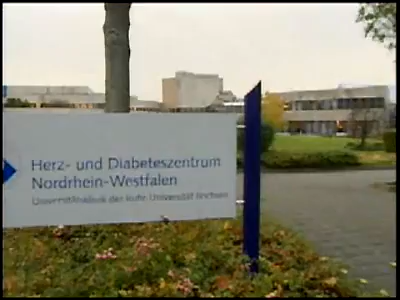 Herz- und Diabeteszentrum
Nordrhein-Westfalen
Universitätsklinik der Ruhr-Universität Bochum